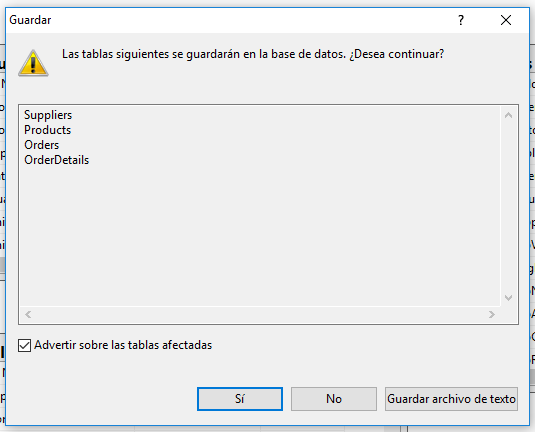 Guardar
?
Las tablas siguientes se guardarán en la base de datos. ¿Desea continuar?
Suppliers
Products
Orders
OrderDetails
Advertir sobre las tablas afectadas
Sí
No
Guardar archivo de texto